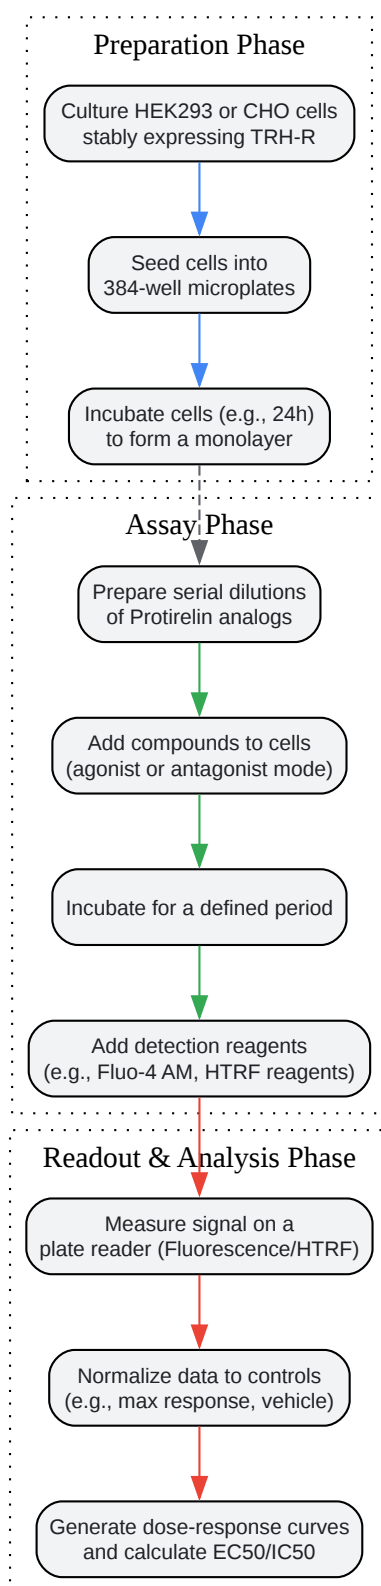 Preparation Phase
Culture HEK293 or CHO cells
stably expressing TRH-R
Seed cells into
384-well microplates
Incubate cells (e.g., 24h)
to form a monolayer
Assay Phase
Prepare serial dilutions
of Protirelin analogs
Add compounds to cells
(agonist or antagonist mode)
Incubate for a defined period
Add detection reagents
(e.g., Fluo-4 AM, HTRF reagents)
Readout & Analysis Phase
Measure signal on a
plate reader (Fluorescence/HTRF)
Normalize data to controls
(e.g., max response, vehicle)
Generate dose-response curves
and calculate EC50/IC50